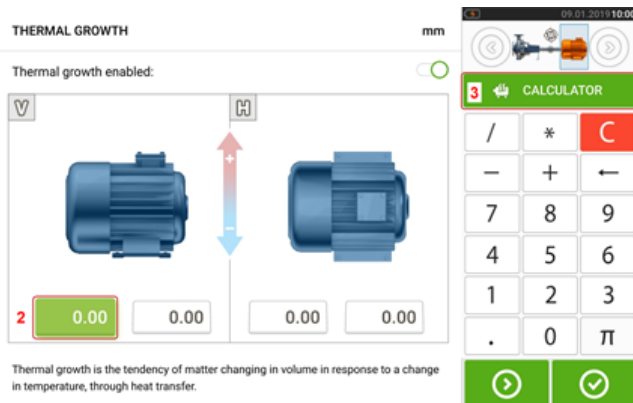 THERMAL GROWTH
mm
Thermal growth enabled:
V
H
+
−
2
0.00
0.00
0.00
0.00
Thermal growth is the tendency of matter changing in volume in response to a change
in temperature, through heat transfer.
09.01.2019 10:00
3 CALCULATOR
/ * C
− + ←
7 8 9
4 5 6
1 2 3
. 0 π